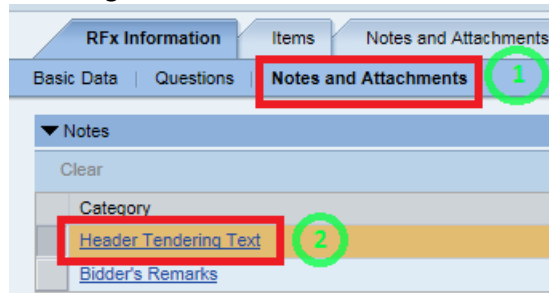 RFx Information Items Notes and Attachments
Basic Data | Questions | Notes and Attachments 1
Notes
Clear
Category
Header Tendering Text 2
Bidder's Remarks